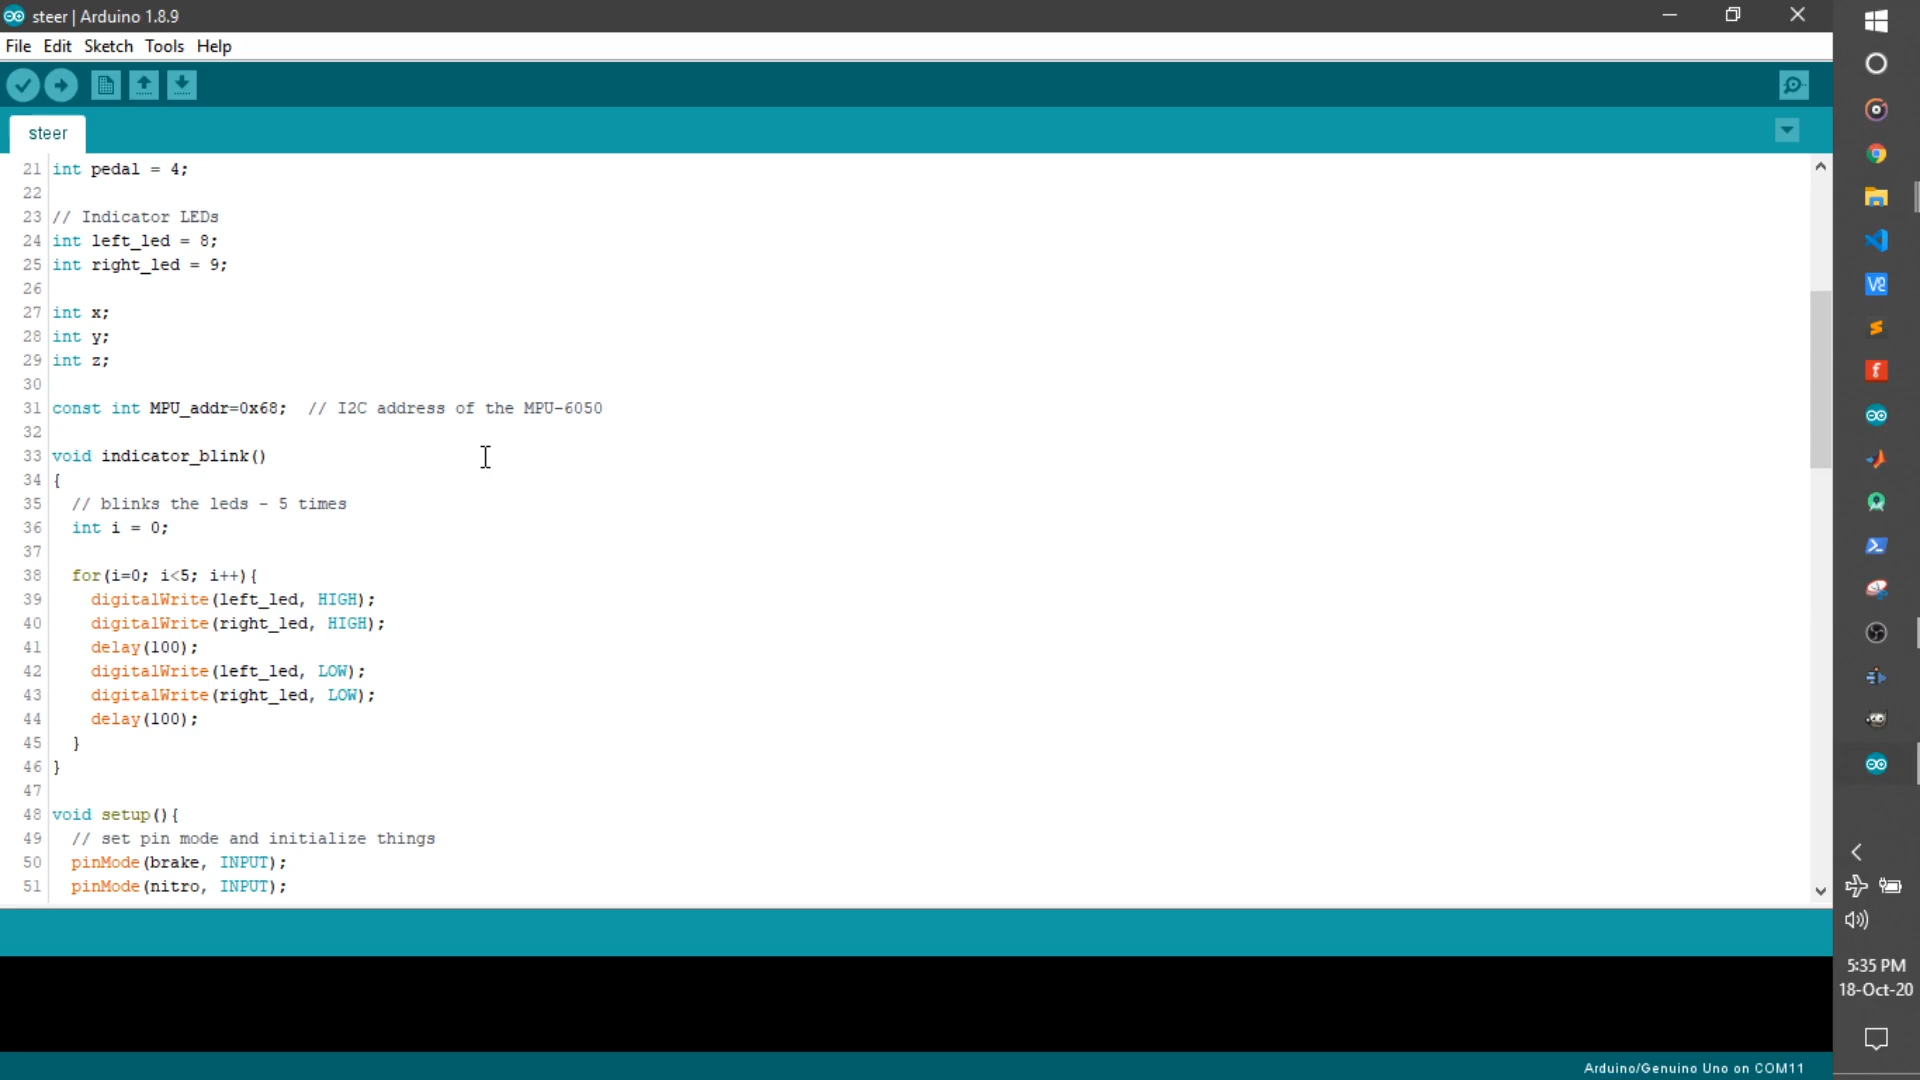 steer | Arduino 1.8.9
File Edit Sketch Tools Help
steer
21 int pedal = 4;
22
23 // Indicator LEDs
24 int left_led = 8;
25 int right_led = 9;
26
27 int x;
28 int y;
29 int z;
30
31 const int MPU_addr=0x68;  // I2C address of the MPU-6050
32
33 void indicator_blink()
34 {
35   // blinks the leds - 5 times
36   int i = 0;
37
38   for(i=0; i<5; i++){
39     digitalWrite(left_led, HIGH);
40     digitalWrite(right_led, HIGH);
41     delay(100);
42     digitalWrite(left_led, LOW);
43     digitalWrite(right_led, LOW);
44     delay(100);
45   }
46 }
47
48 void setup(){
49   // set pin mode and initialize things
50   pinMode(brake, INPUT);
51   pinMode(nitro, INPUT);
5:35 PM
18-Oct-20
Arduino/Genuino Uno on COM11